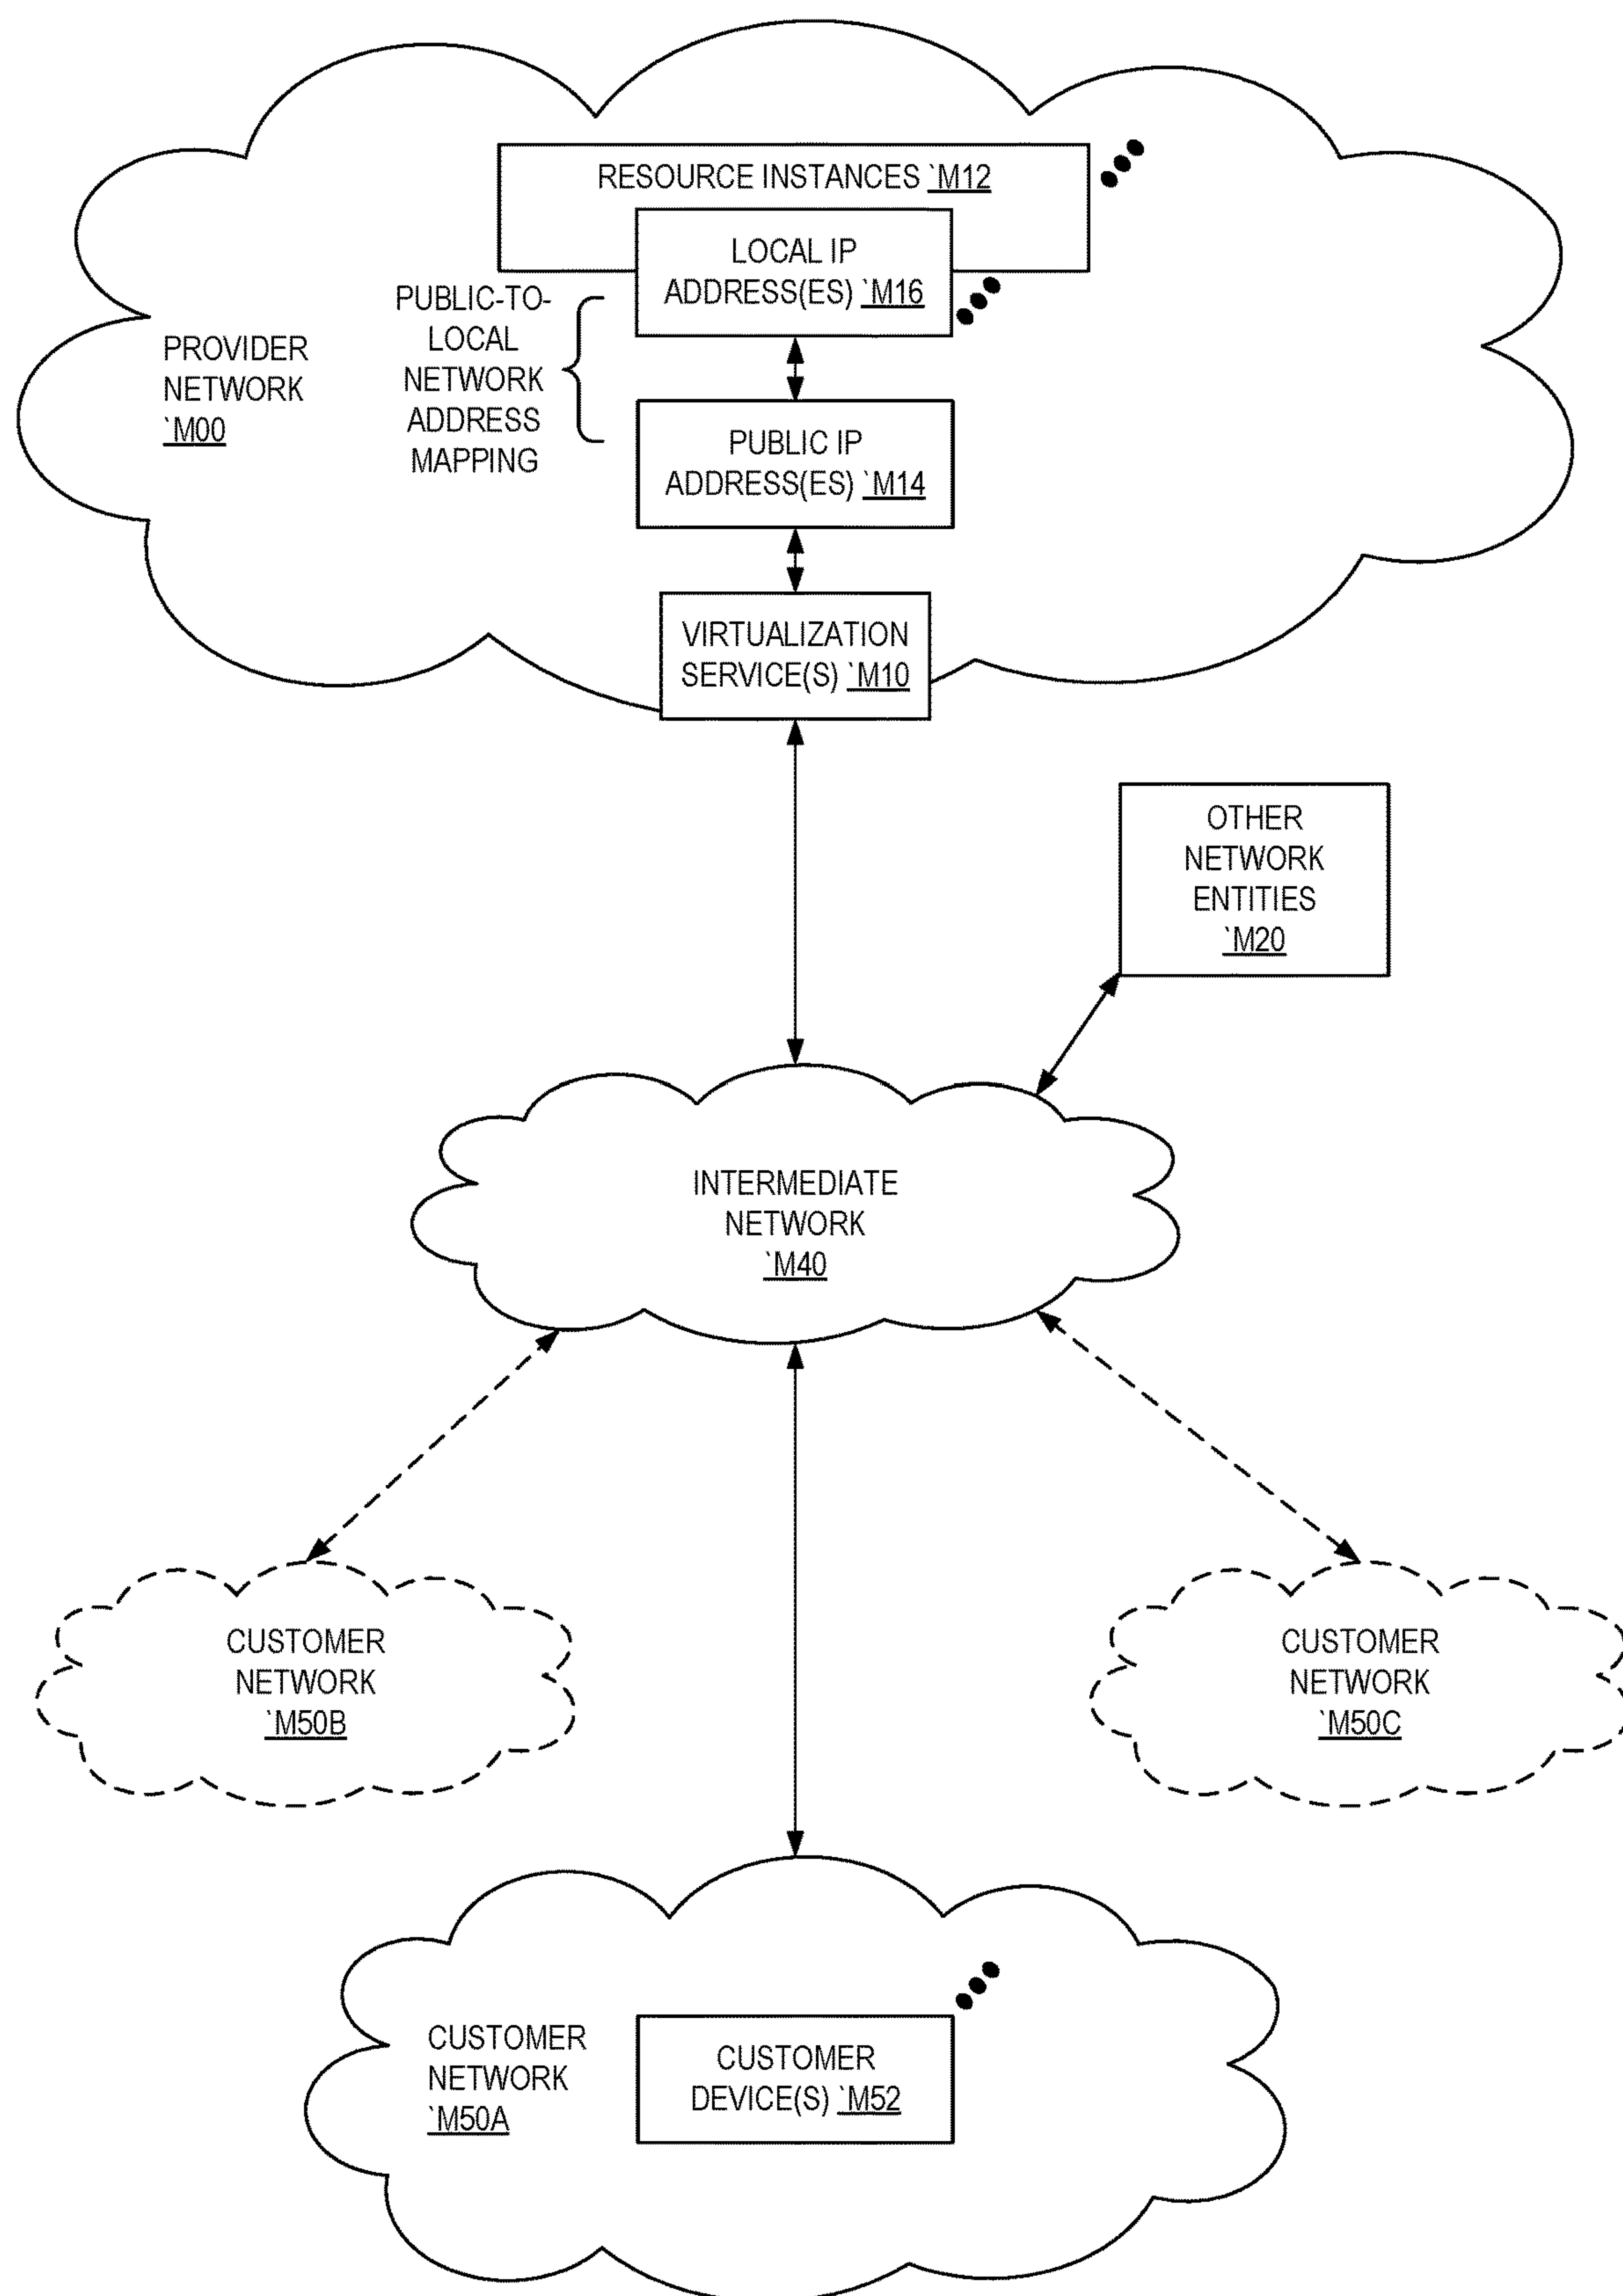 RESOURCE INSTANCES `M12
LOCAL IP
ADDRESS(ES) `M16
PUBLIC-TO-
LOCAL
NETWORK
ADDRESS
MAPPING
PROVIDER
NETWORK
`M00
PUBLIC IP
ADDRESS(ES) `M14
VIRTUALIZATION
SERVICE(S) `M10
OTHER
NETWORK
ENTITIES
`M20
INTERMEDIATE
NETWORK
`M40
CUSTOMER
NETWORK
`M50B
CUSTOMER
NETWORK
`M50C
CUSTOMER
NETWORK
`M50A
CUSTOMER
DEVICE(S) `M52